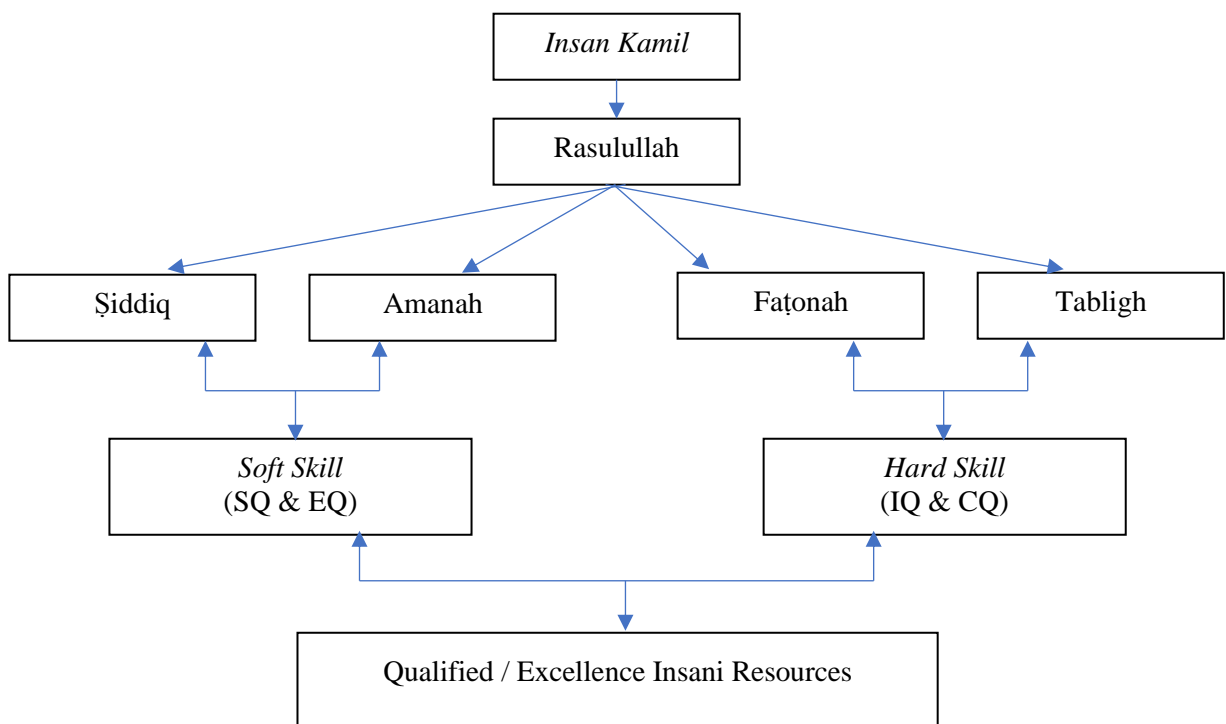 Insan Kamil
Rasulullah
Ṣiddiq
Amanah
Faṭonah
Tabligh
Soft Skill
(SQ & EQ)
Hard Skill
(IQ & CQ)
Qualified / Excellence Insani Resources